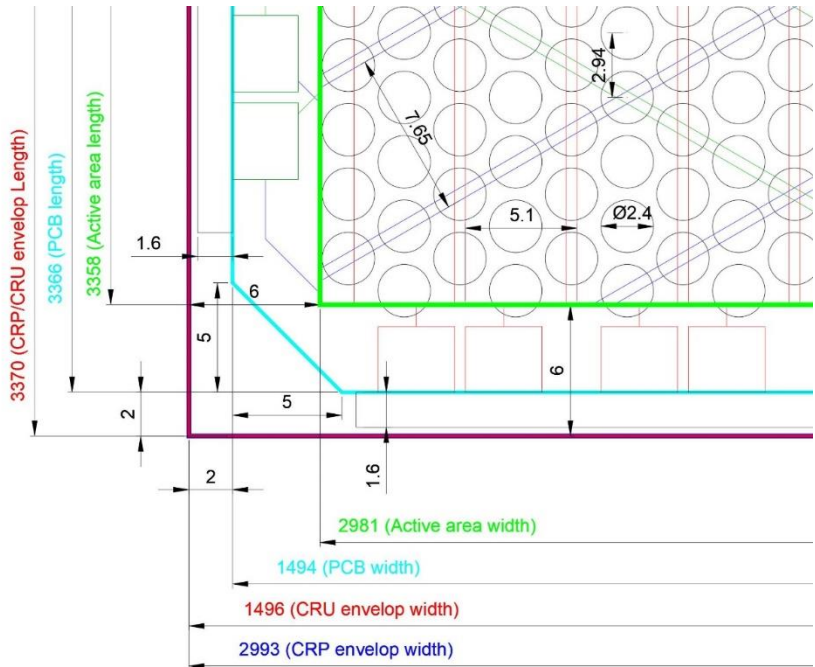 3370 (CRP/CRU envelop Length)
3366 (PCB length)
3358 (Active area length)
2.94
7.65
5.1
Ø2.4
1.6
6
5
5
6
2
2
1.6
2981 (Active area width)
1494 (PCB width)
1496 (CRU envelop width)
2993 (CRP envelop width)